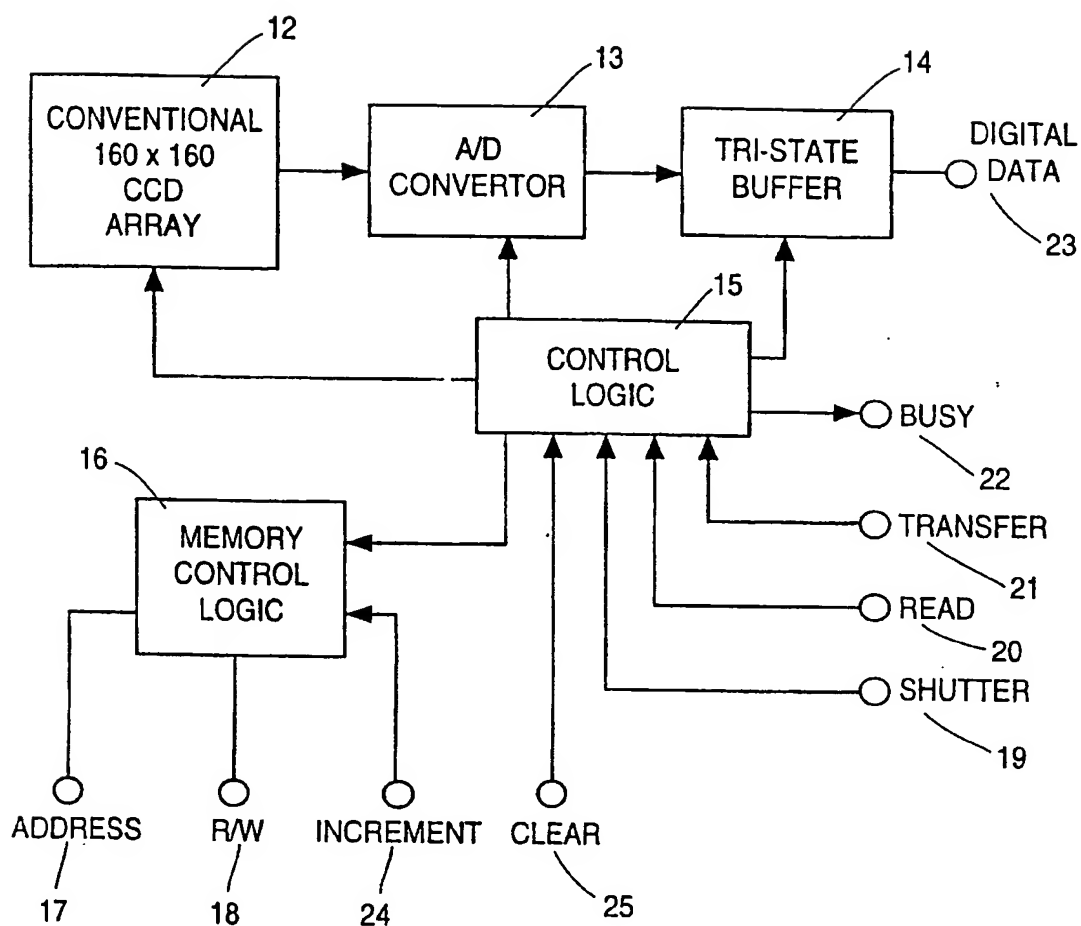 12
13
14
CONVENTIONAL
160 x 160
CCD
ARRAY
A/D
CONVERTOR
TRI-STATE
BUFFER
DIGITAL
DATA
23
15
CONTROL
LOGIC
BUSY
22
16
MEMORY
CONTROL
LOGIC
TRANSFER
21
READ
20
SHUTTER
19
ADDRESS
R/W
INCREMENT
CLEAR
17
18
24
25